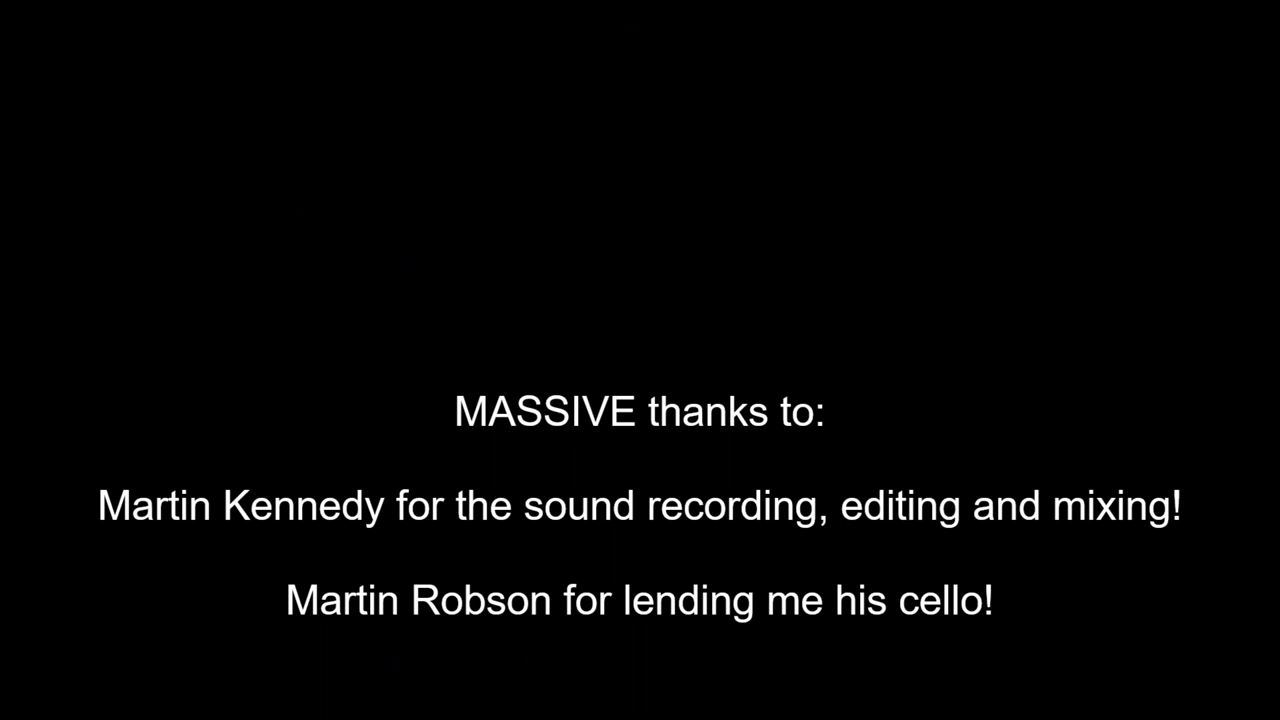 MASSIVE thanks to:
Martin Kennedy for the sound recording, editing and mixing!
Martin Robson for lending me his cello!